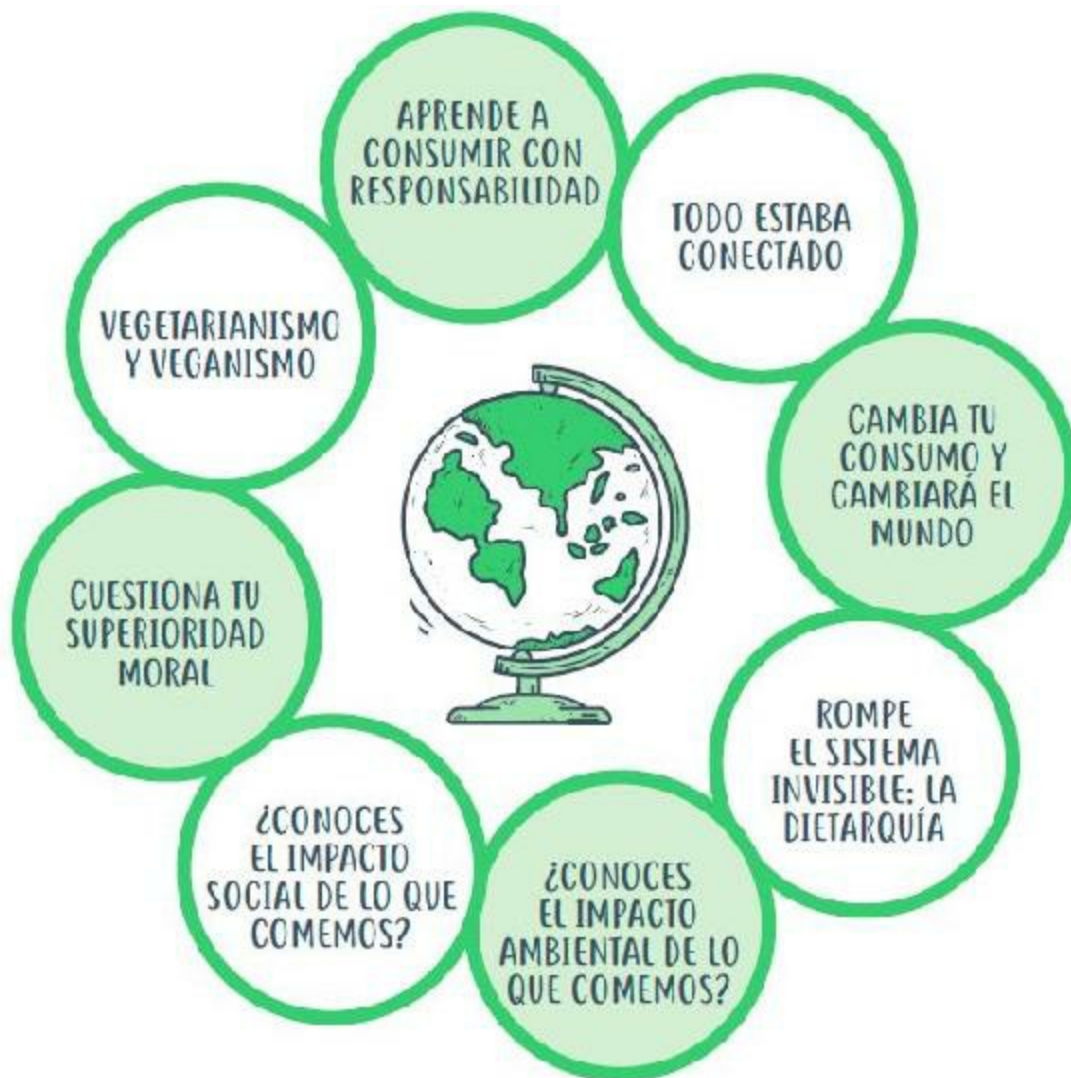 APRENDE A
CONSUMIR CON
RESPONSABILIDAD
TODO ESTABA
CONECTADO
CAMBIA TU
CONSUMO Y
CAMBIARÁ EL
MUNDO
ROMPE
EL SISTEMA
INVISIBLE: LA
DIETARQUÍA
¿CONOCES
EL IMPACTO
AMBIENTAL DE LO
QUE COMEMOS?
¿CONOCES
EL IMPACTO
SOCIAL DE LO QUE
COMEMOS?
CUESTIONA TU
SUPERIORIDAD
MORAL
VEGETARIANISMO
Y VEGANISMO